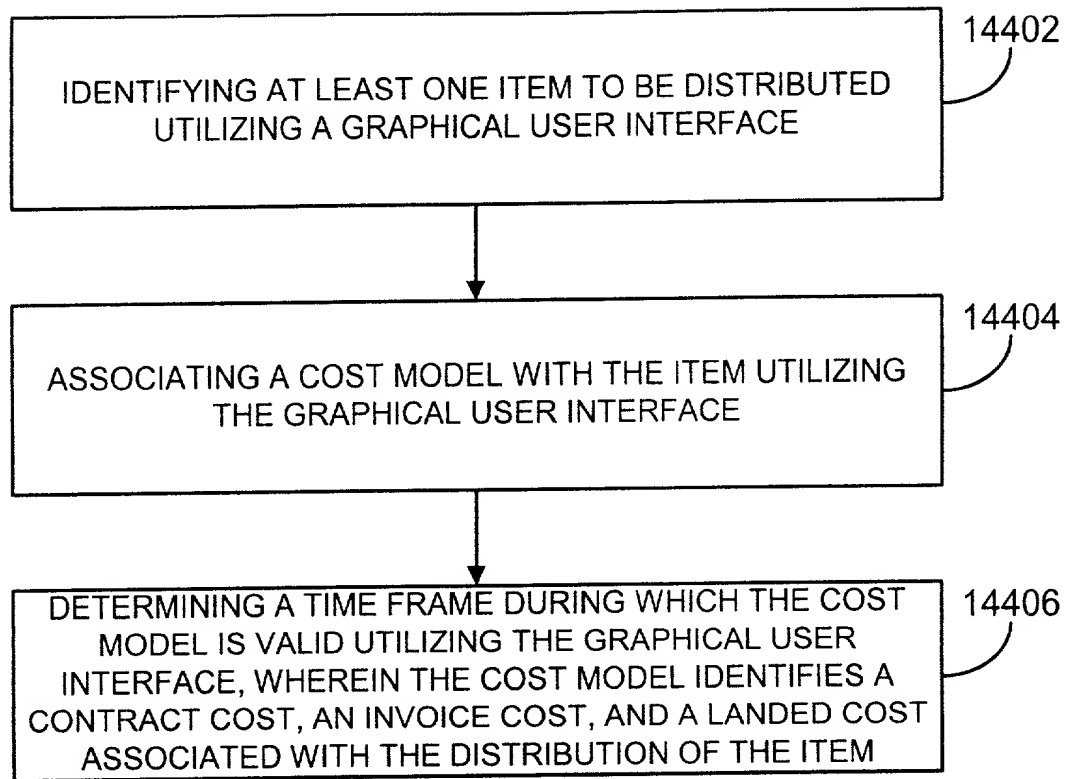 14402
IDENTIFYING AT LEAST ONE ITEM TO BE DISTRIBUTED
UTILIZING A GRAPHICAL USER INTERFACE
14404
ASSOCIATING A COST MODEL WITH THE ITEM UTILIZING
THE GRAPHICAL USER INTERFACE
14406
DETERMINING A TIME FRAME DURING WHICH THE COST
MODEL IS VALID UTILIZING THE GRAPHICAL USER
INTERFACE, WHEREIN THE COST MODEL IDENTIFIES A
CONTRACT COST, AN INVOICE COST, AND A LANDED COST
ASSOCIATED WITH THE DISTRIBUTION OF THE ITEM